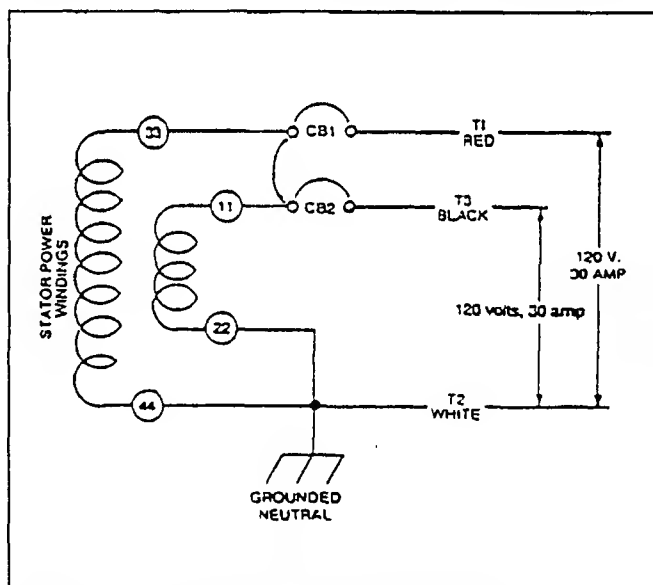 33
CB1
T1
RED
11
CB2
T3
BLACK
STATOR POWER
WINDINGS
120 V.
30 AMP
120 volts, 30 amp
22
44
T2
WHITE
GROUNDED
NEUTRAL